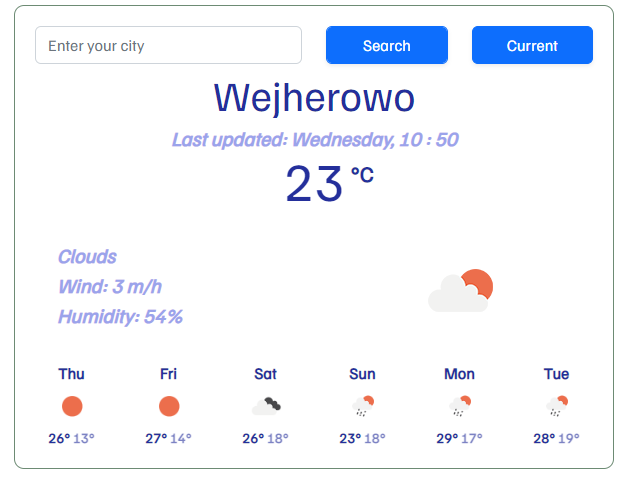 Enter your city Search Current
Wejherowo
Last updated: Wednesday, 10 : 50
23 °C
Clouds
Wind: 3 m/h
Humidity: 54%
Thu Fri Sat Sun Mon Tue
26° 13° 27° 14° 26° 18° 23° 18° 29° 17° 28° 19°